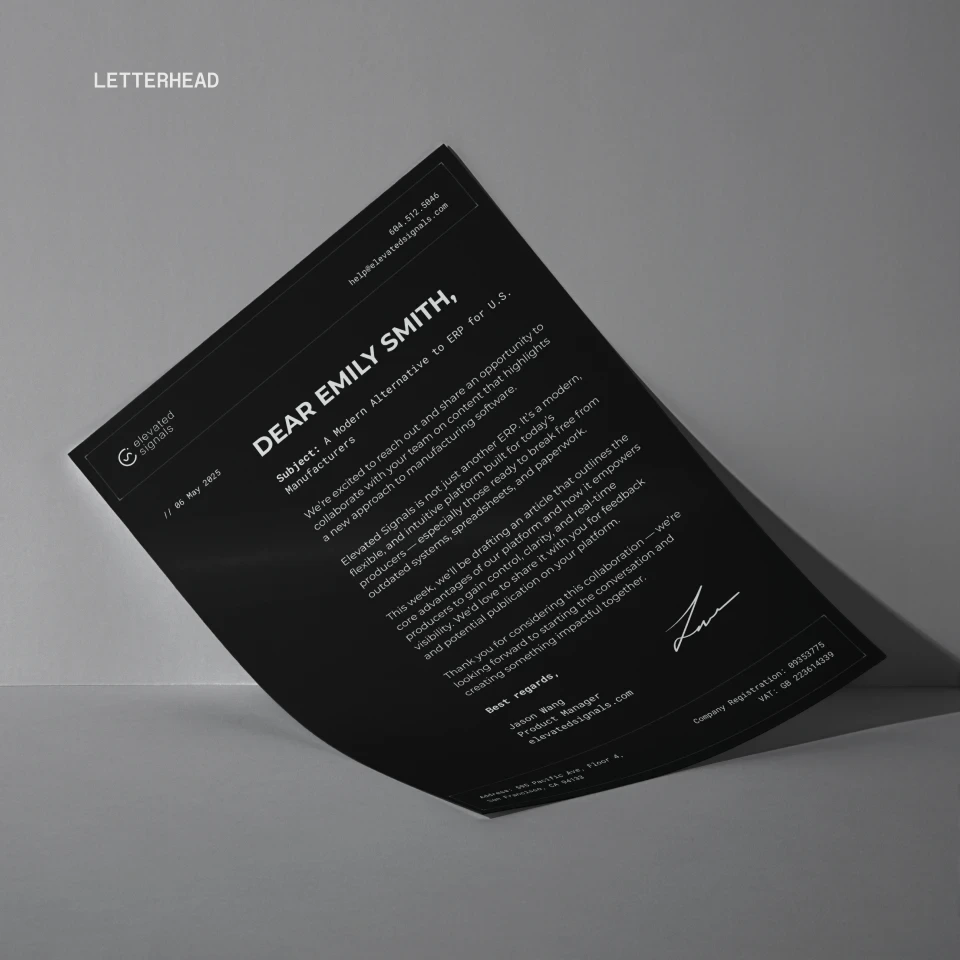 LETTERHEAD
604.512.5046
help@elevatedsignals.com
elevated
signals
// 06 May 2025
DEAR EMILY SMITH,
Subject: A Modern Alternative to ERP for U.S.
Manufacturers
We're excited to reach out and share an opportunity to
collaborate with your team on content that highlights
a new approach to manufacturing software.
Elevated Signals is not just another ERP. It's a modern,
flexible, and intuitive platform built for today's
producers — especially those ready to break free from
outdated systems, spreadsheets, and paperwork.
This week, we'll be drafting an article that outlines the
core advantages of our platform and how it empowers
producers to gain control, clarity, and real-time
visibility. We'd love to share it with you for feedback
and potential publication on your platform.
Thank you for considering this collaboration — we're
looking forward to starting the conversation and
creating something impactful together.
Best regards,
Jason Wang
Product Manager
elevatedsignals.com
Address: 595 Pacific Ave, Floor 4,
CA 94133
Company Registration: 09353775
VAT: GB 223614339